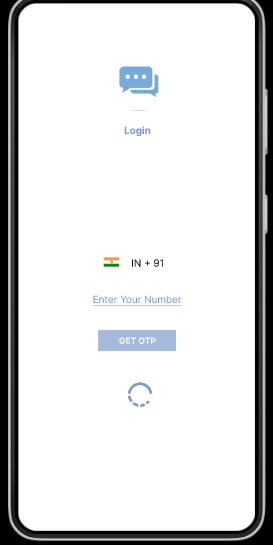 Login
IN + 91
Enter Your Number
GET OTP